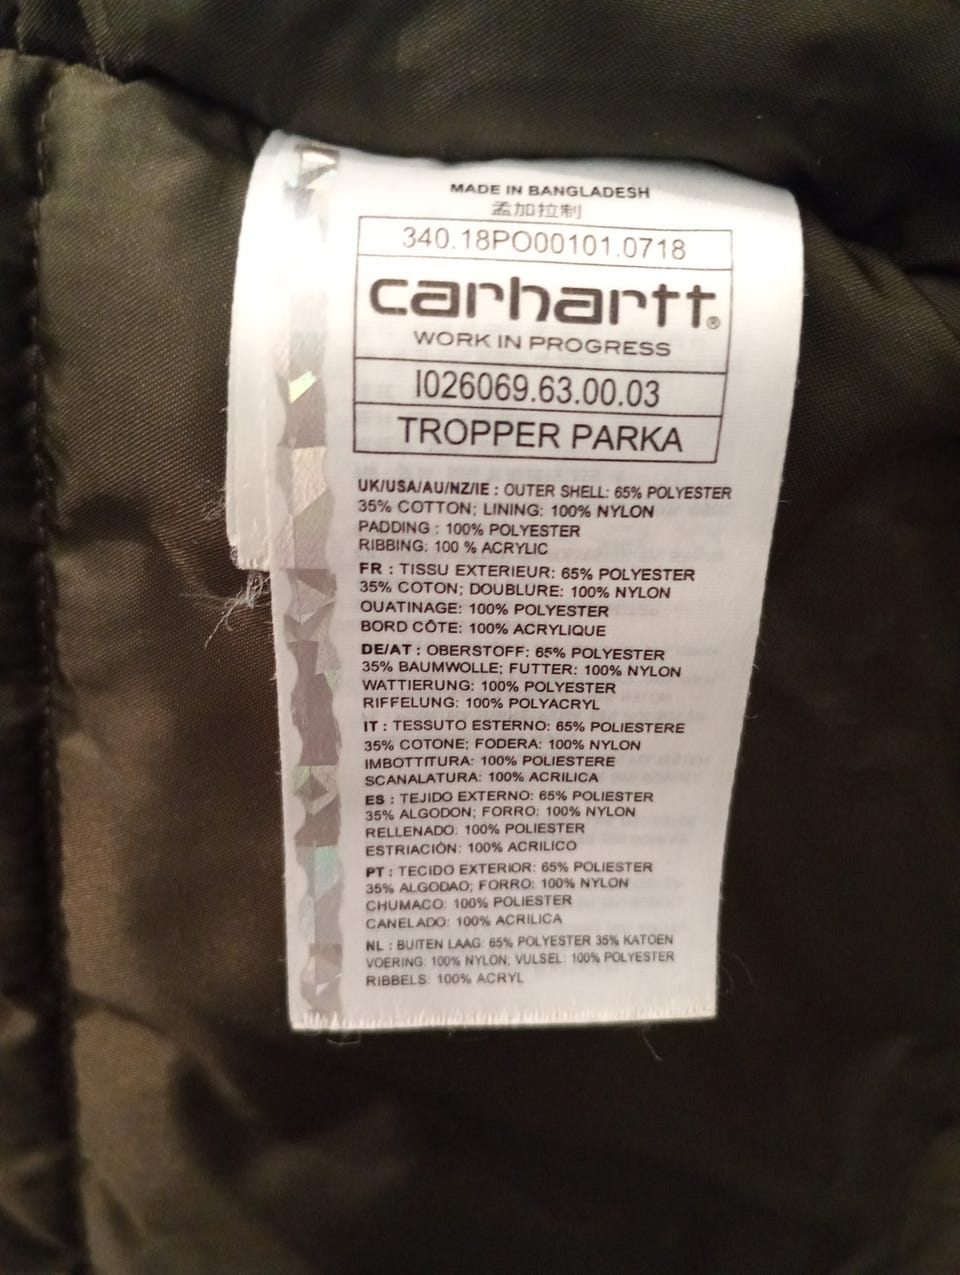 MADE IN BANGLADESH
孟加拉制
340.18PO00101.0718
carhartt®
WORK IN PROGRESS
I026069.63.00.03
TROPPER PARKA
UK/USA/AU/NZ/IE : OUTER SHELL: 65% POLYESTER
35% COTTON; LINING: 100% NYLON
PADDING : 100% POLYESTER
RIBBING: 100 % ACRYLIC
FR : TISSU EXTERIEUR: 65% POLYESTER
35% COTON; DOUBLURE: 100% NYLON
OUATINAGE: 100% POLYESTER
BORD CÔTE: 100% ACRYLIQUE
DE/AT : OBERSTOFF: 65% POLYESTER
35% BAUMWOLLE; FUTTER: 100% NYLON
WATTIERUNG: 100% POLYESTER
RIFFELUNG: 100% POLYACRYL
IT : TESSUTO ESTERNO: 65% POLIESTERE
35% COTONE; FODERA: 100% NYLON
IMBOTTITURA: 100% POLIESTERE
SCANALATURA: 100% ACRILICA
ES : TEJIDO EXTERNO: 65% POLIESTER
35% ALGODON; FORRO: 100% NYLON
RELLENADO: 100% POLIESTER
ESTRIACIÒN: 100% ACRILICO
PT : TECIDO EXTERIOR: 65% POLIESTER
35% ALGODAO; FORRO: 100% NYLON
CHUMACO: 100% POLIESTER
CANELADO: 100% ACRILICA
NL : BUITEN LAAG: 65% POLYESTER 35% KATOEN
VOERING: 100% NYLON; VULSEL: 100% POLYESTER
RIBBELS: 100% ACRYL